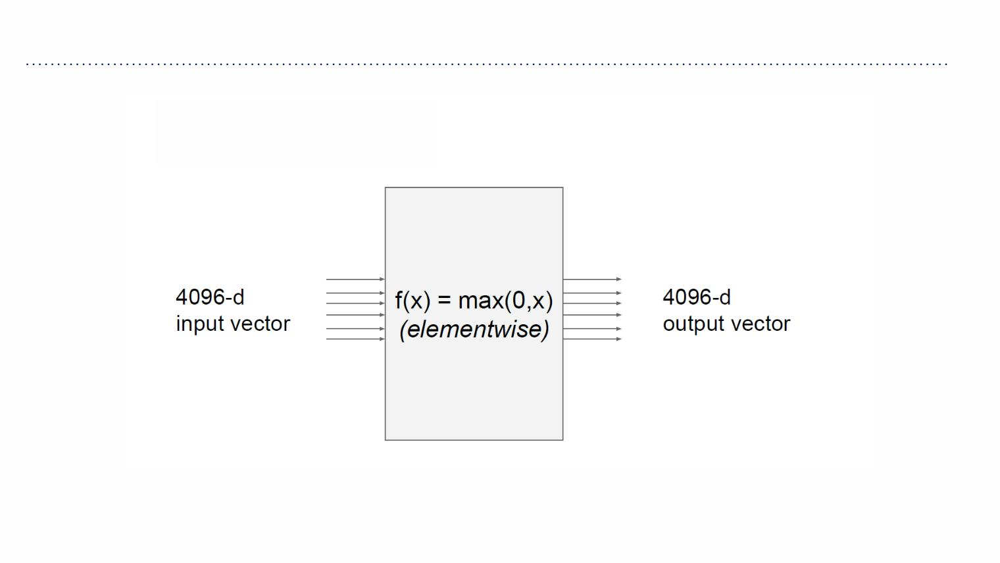 4096-d
input vector
f(x) = max(0,x)
(elementwise)
4096-d
output vector